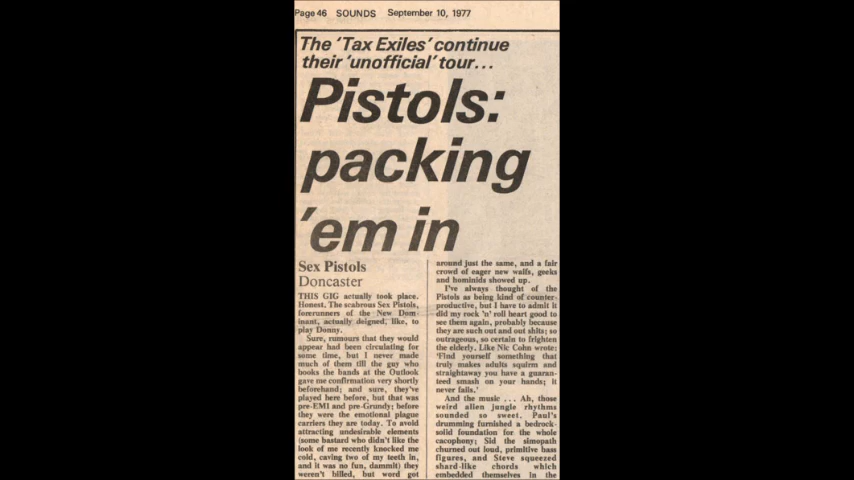 Page 46 SOUNDS September 10, 1977
The 'Tax Exiles' continue
their 'unofficial' tour...
Pistols:
packing
'em in
Sex Pistols
Doncaster
THIS GIG actually took place.
Honest. The scabrous Sex Pistols,
forerunners of the New Dom-
inant, actually deigned, like, to
play Donny.
Sure, rumours that they would
appear had been circulating for
some time, but I never made
much of them till the guy who
books the bands at the Outlook
gave me confirmation very shortly
beforehand; and sure, they've
played here before, but that was
pre-EMI and pre-Grundy; before
they were the emotional plague
carriers they are today. To avoid
attracting undesirable elements
(some bastard who didn't like the
look of me recently knocked me
cold, caving two of my teeth in,
and it was no fun, dammit) they
weren't billed, but word got
around just the same, and a fair
crowd of eager new waifs, geeks
and hominids showed up.
I've always thought of the
Pistols as being kind of counter-
productive, but I have to admit it
did my rock 'n' roll heart good to
see them again, probably because
they are such out and out shits; so
outrageous, so certain to frighten
the elderly. Like Nic Cohn wrote:
'Find yourself something that
truly makes adults squirm and
straightaway you have a guaran-
teed smash on your hands; it
never fails.'
And the music ... Ah, those
weird alien jungle rhythms
sounded so sweet. Paul's
drumming furnished a bedrock-
solid foundation for the whole
cacophony; Sid the simopath
churned out loud, primitive bass
figures, and Steve squeezed
shard-like chords which
embedded themselves in the